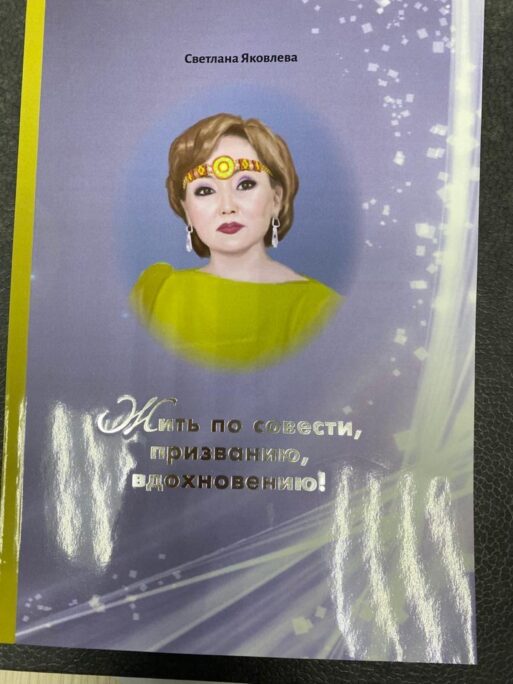 Светлана Яковлева
Жить по совести,
призванию,
вдохновению!